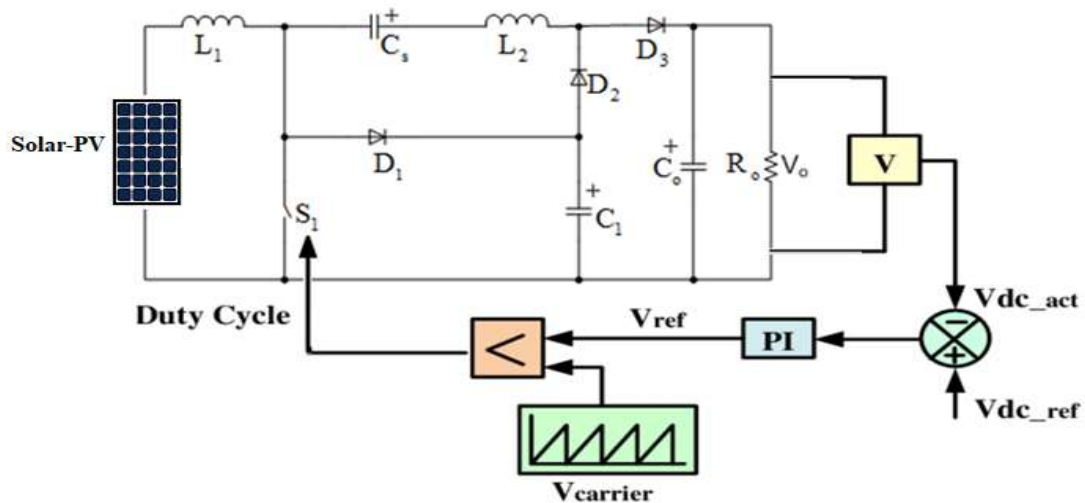 L₁
Cₛ
+
L₂
D₃
D₂
Solar-PV
D₁
S₁
+
C₁
+
Cₒ
Rₒ
Vₒ
V
Duty Cycle
Vref
PI
Vdc_act
−
+
<
Vdc_ref
Vcarrier